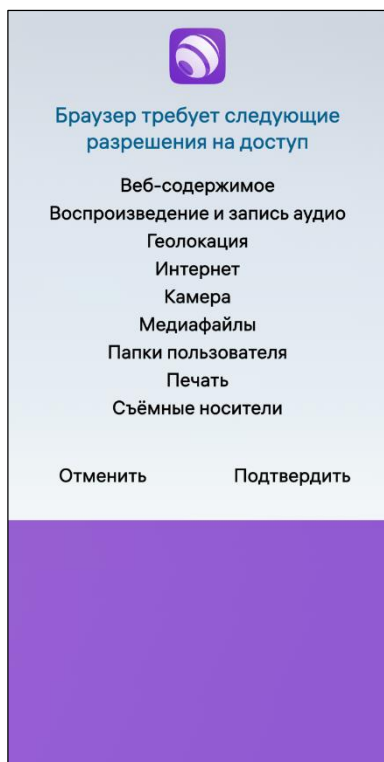 Браузер требует следующие
разрешения на доступ
Веб-содержимое
Воспроизведение и запись аудио
Геолокация
Интернет
Камера
Медиафайлы
Папки пользователя
Печать
Съёмные носители
Отменить Подтвердить